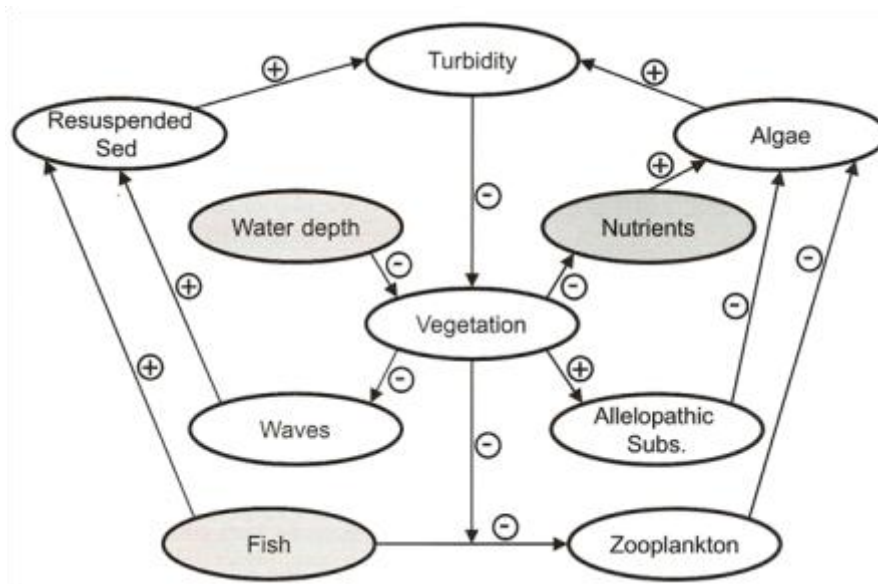 Turbidity
+
+
Resuspended
Sed
Algae
+
-
Water depth
Nutrients
-
-
-
+
Vegetation
-
+
-
-
+
Waves
Allelopathic
Subs.
-
Fish
-
Zooplankton